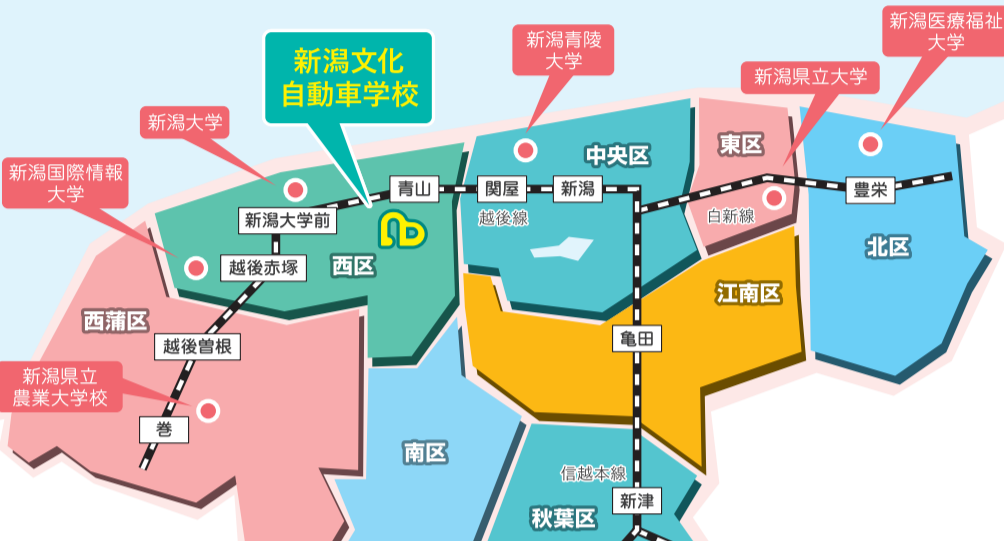 新潟医療福祉
大学
新潟青陵
大学
新潟文化
自動車学校
新潟県立大学
新潟大学
新潟国際情報
大学
中央区
東区
青山
関屋
新潟
豊栄
越後線
白新線
新潟大学前
北区
越後赤塚
西区
江南区
西蒲区
亀田
越後曽根
新潟県立
農業大学校
巻
南区
信越本線
新津
秋葉区